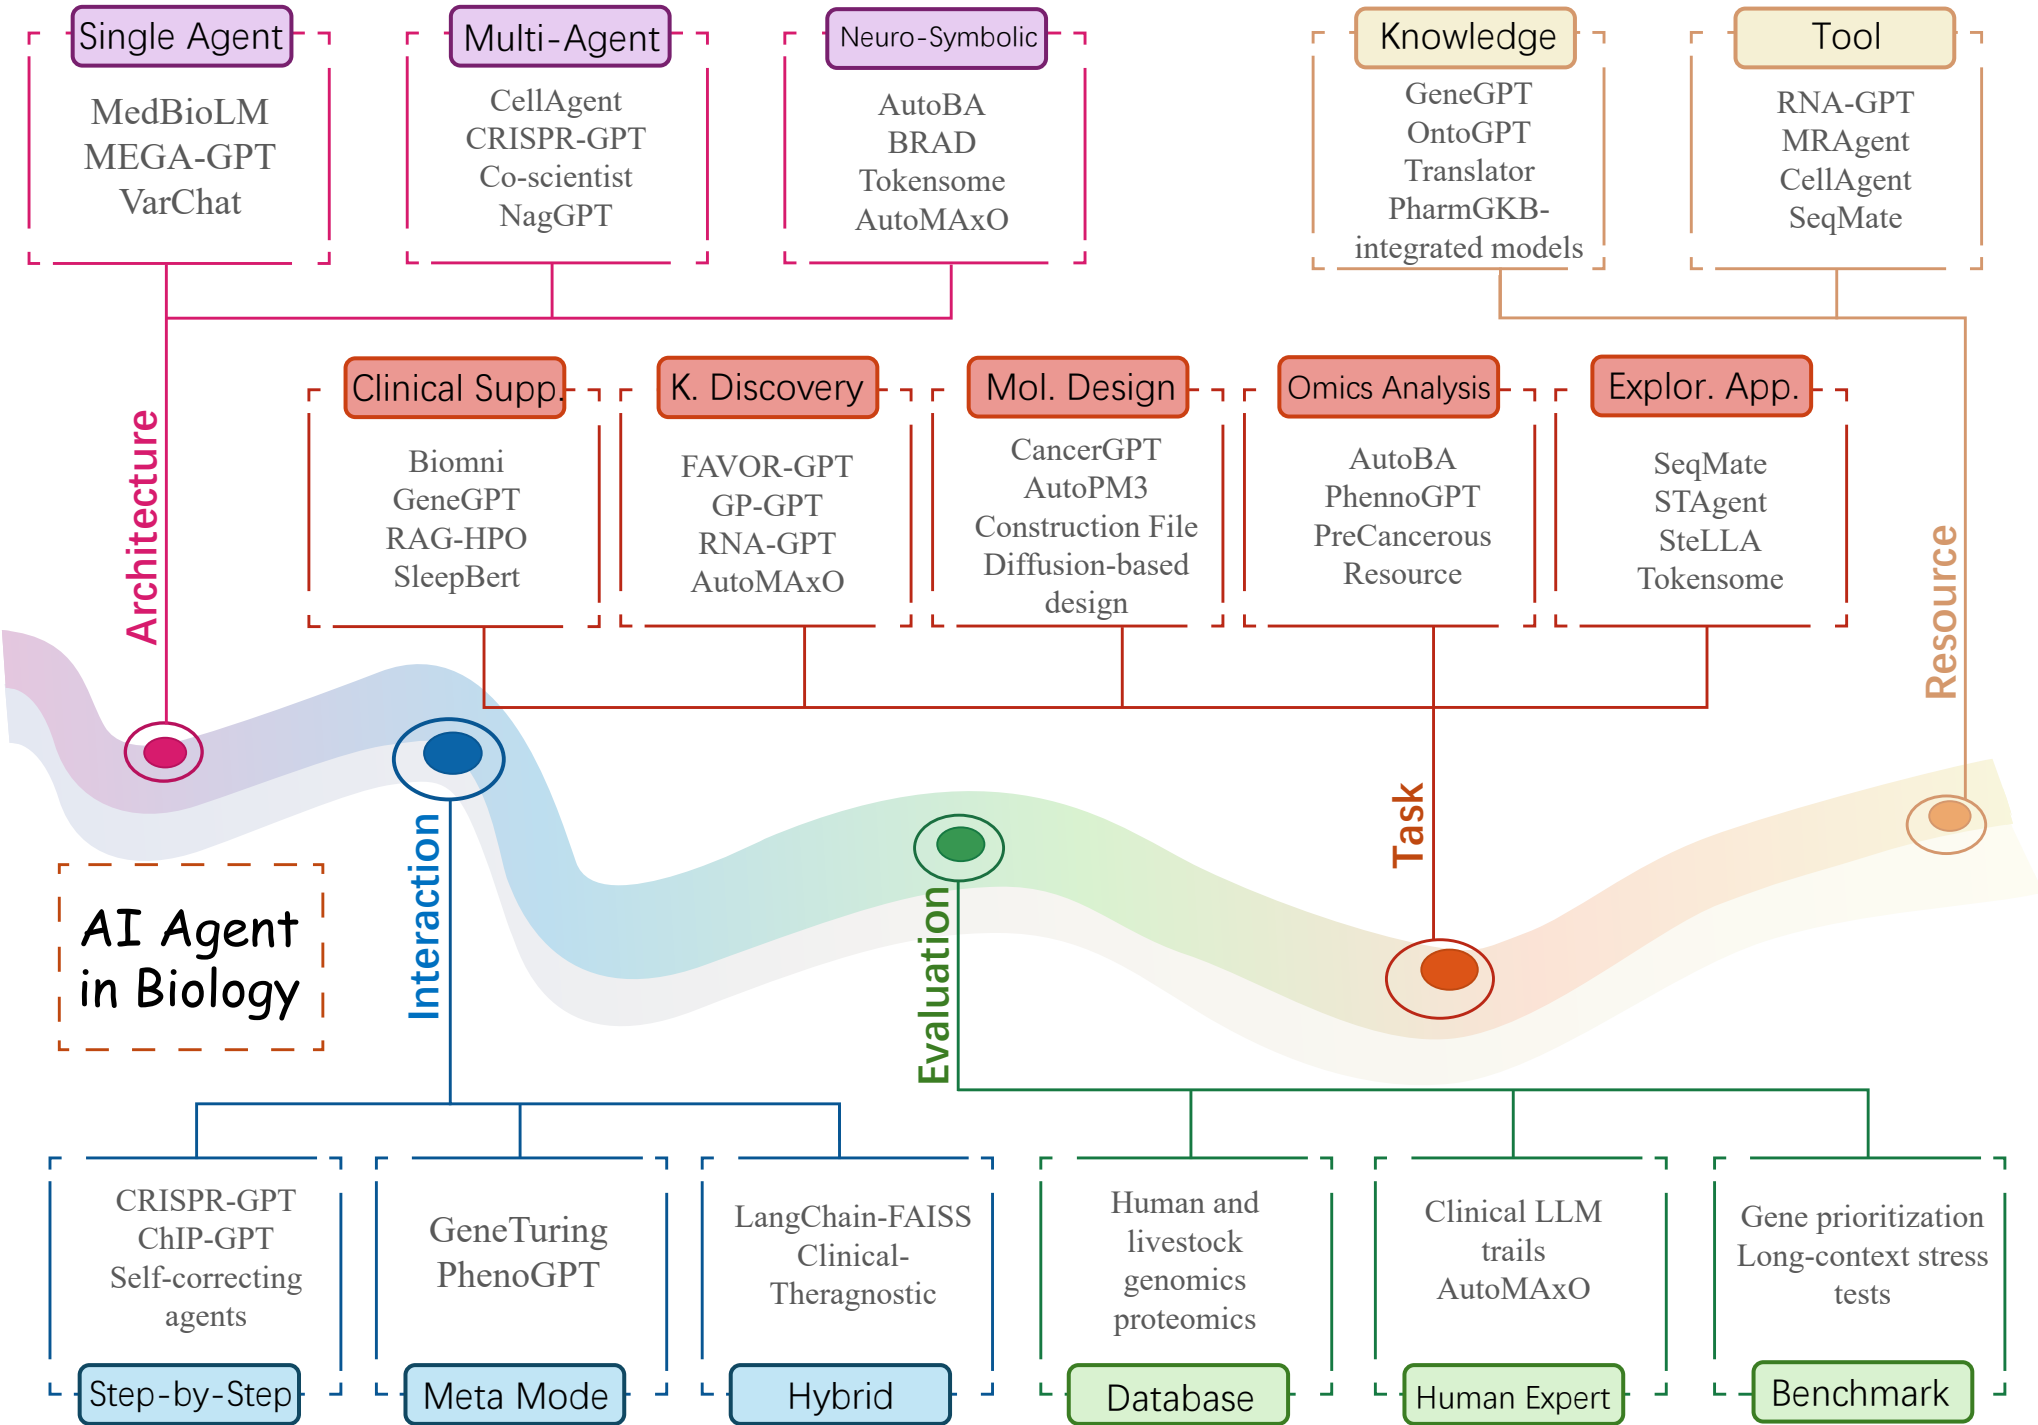 Single Agent
MedBioLM
MEGA-GPT
VarChat
Multi-Agent
CellAgent
CRISPR-GPT
Co-scientist
NagGPT
Neuro-Symbolic
AutoBA
BRAD
Tokensome
AutoMAxO
Knowledge
GeneGPT
OntoGPT
Translator
PharmGKB-
integrated models
Tool
RNA-GPT
MRAgent
CellAgent
SeqMate
Architecture
Clinical Supp.
Biomni
GeneGPT
RAG-HPO
SleepBert
K. Discovery
FAVOR-GPT
GP-GPT
RNA-GPT
AutoMAxO
Mol. Design
CancerGPT
AutoPM3
Construction File
Diffusion-based
design
Omics Analysis
AutoBA
PhennoGPT
PreCancerous
Resource
Explor. App.
SeqMate
STAgent
SteLLA
Tokensome
Resource
Task
AI Agent
in Biology
Interaction
Evaluation
CRISPR-GPT
ChIP-GPT
Self-correcting
agents
Step-by-Step
GeneTuring
PhenoGPT
Meta Mode
LangChain-FAISS
Clinical-
Theragnostic
Hybrid
Human and
livestock
genomics
proteomics
Database
Clinical LLM
trails
AutoMAxO
Human Expert
Gene prioritization
Long-context stress
tests
Benchmark